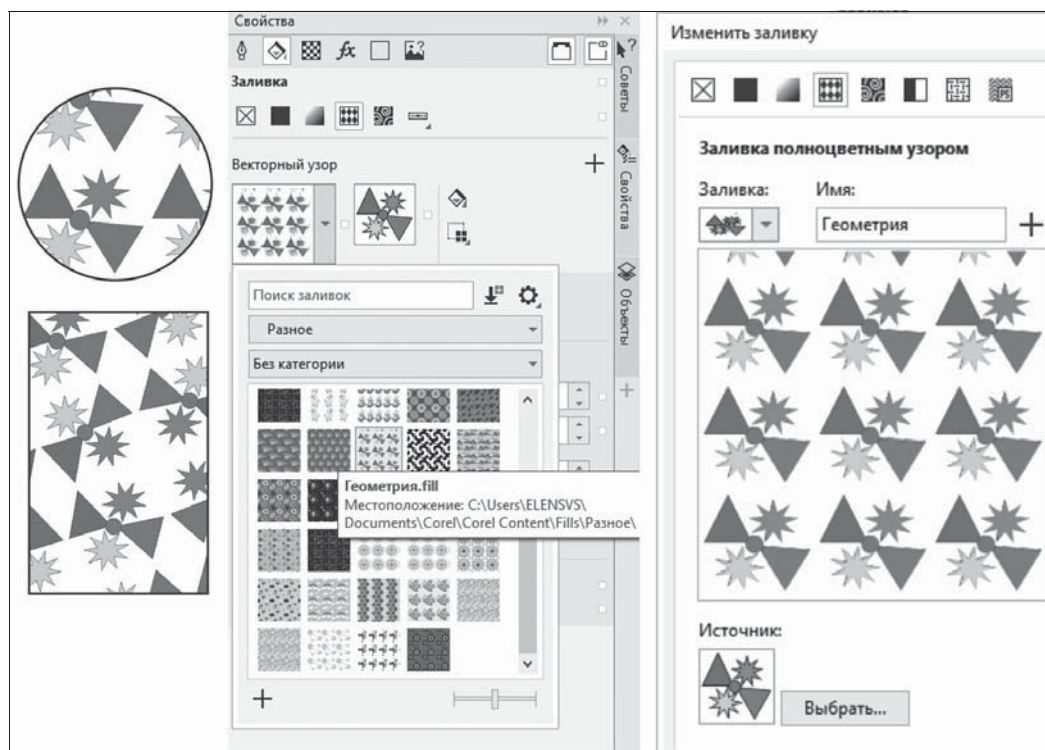 Свойства
Заливка
Векторный узор
Поиск заливок
Разное
Без категории
Геометрия.fill
Местоположение: C:\Users\ELENSVS\
Documents\Corel\Corel Content\Fills\Разное\
Советы
Свойства
Объекты
Изменить заливку
Заливка полноцветным узором
Заливка:
Имя:
Геометрия
Источник:
Выбрать...